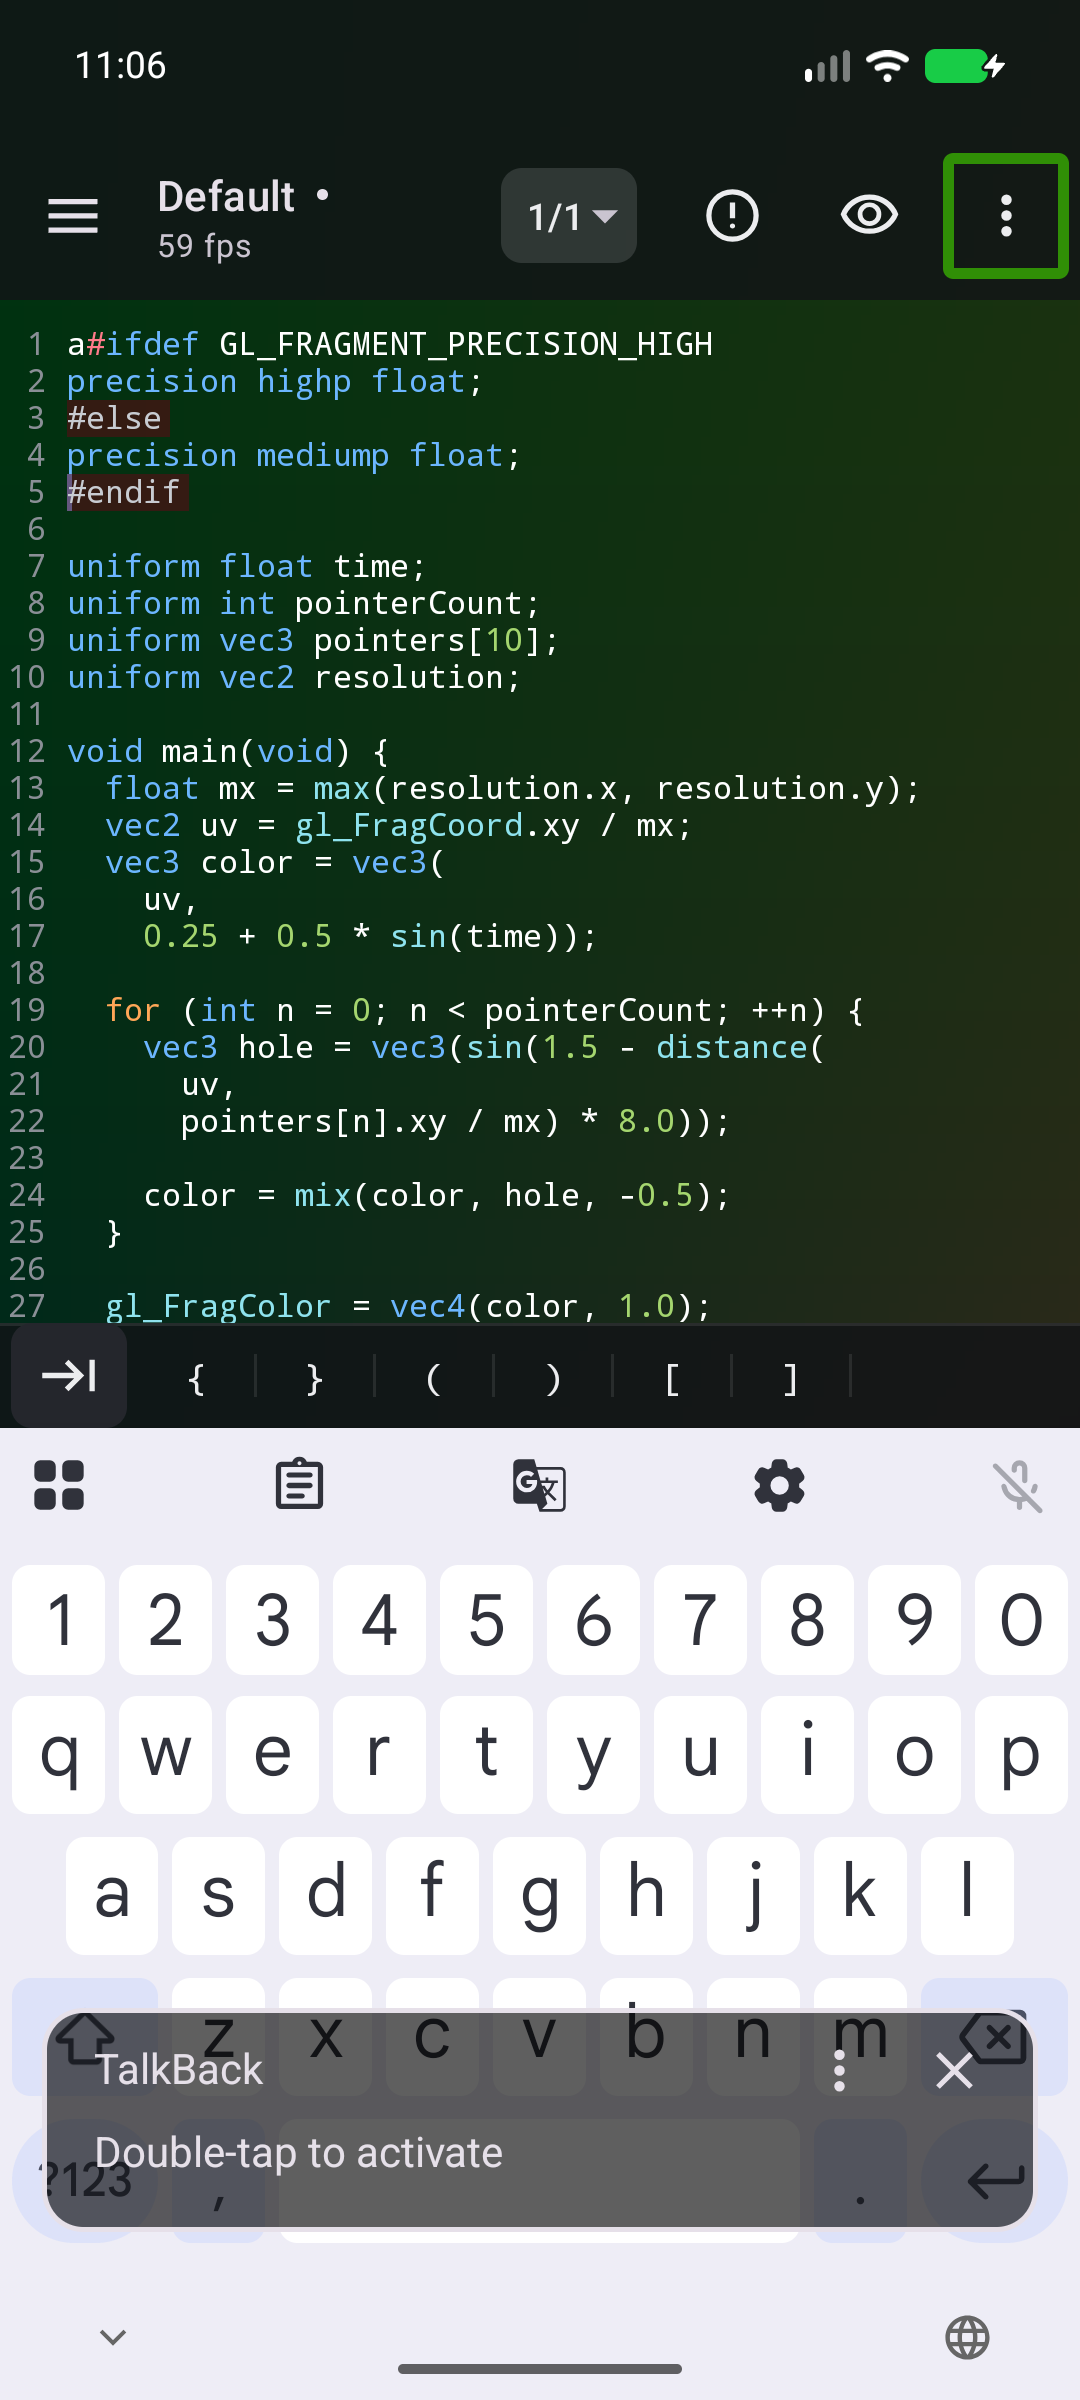 11:06
Default •
59 fps
1/1
1 a#ifdef GL_FRAGMENT_PRECISION_HIGH
2 precision highp float;
3 #else
4 precision mediump float;
5 #endif
6
7 uniform float time;
8 uniform int pointerCount;
9 uniform vec3 pointers[10];
10 uniform vec2 resolution;
11
12 void main(void) {
13   float mx = max(resolution.x, resolution.y);
14   vec2 uv = gl_FragCoord.xy / mx;
15   vec3 color = vec3(
16     uv,
17     0.25 + 0.5 * sin(time));
18
19   for (int n = 0; n < pointerCount; ++n) {
20     vec3 hole = vec3(sin(1.5 - distance(
21       uv,
22       pointers[n].xy / mx) * 8.0));
23
24     color = mix(color, hole, -0.5);
25   }
26
27   gl_FragColor = vec4(color, 1.0);
{ } ( ) [ ]
G 文
1 2 3 4 5 6 7 8 9 0
q w e r t y u i o p
a s d f g h j k l
z x c v b n m
TalkBack
Double-tap to activate
?123 , .